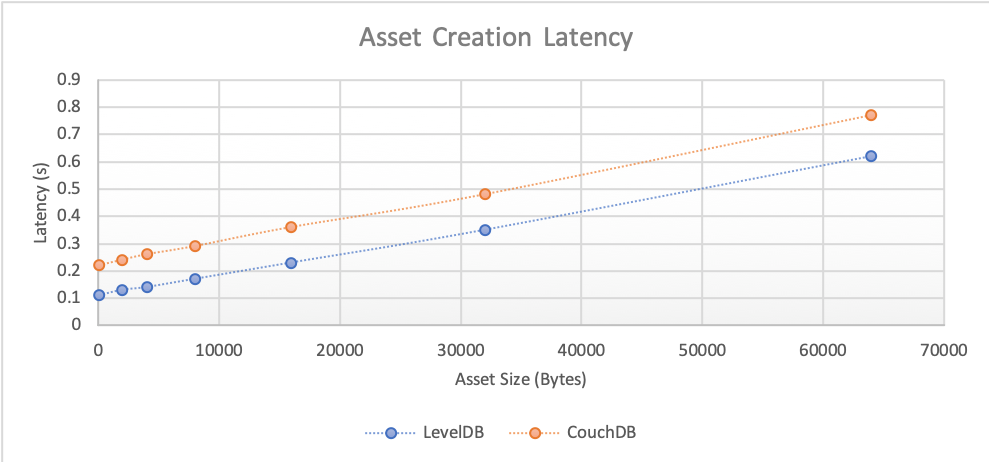 Asset Creation Latency
0.9
0.8
0.7
0.6
0.5
0.4
0.3
0.2
0.1
0
Latency (s)
0 10000 20000 30000 40000 50000 60000 70000
Asset Size (Bytes)
LevelDB CouchDB